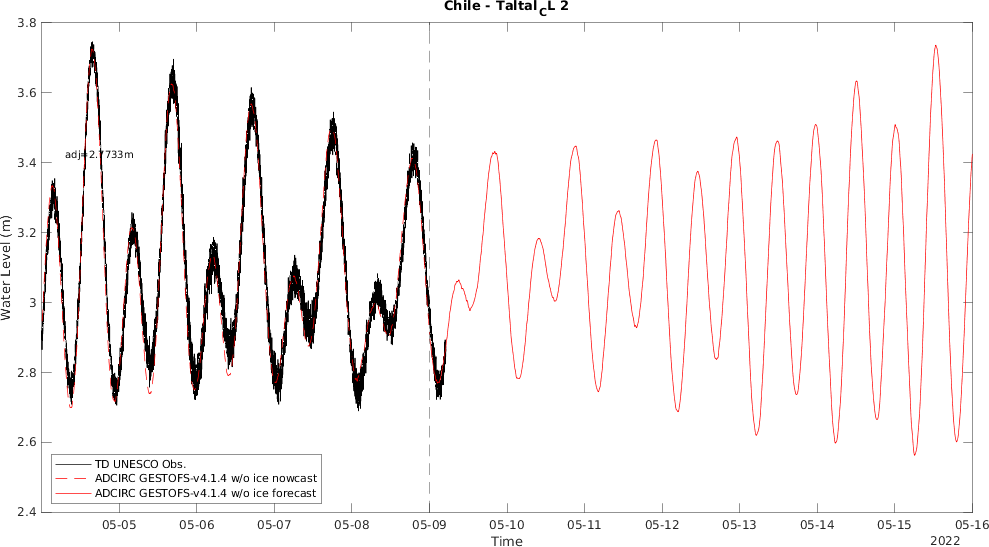 Chile - Taltal_CL 2
3.8
3.6
3.4
3.2
3
2.8
2.6
2.4
Water Level (m)
adj=2.7733m
TD UNESCO Obs.
ADCIRC GESTOFS-v4.1.4 w/o ice nowcast
ADCIRC GESTOFS-v4.1.4 w/o ice forecast
05-05 05-06 05-07 05-08 05-09 05-10 05-11 05-12 05-13 05-14 05-15 05-16
Time
2022